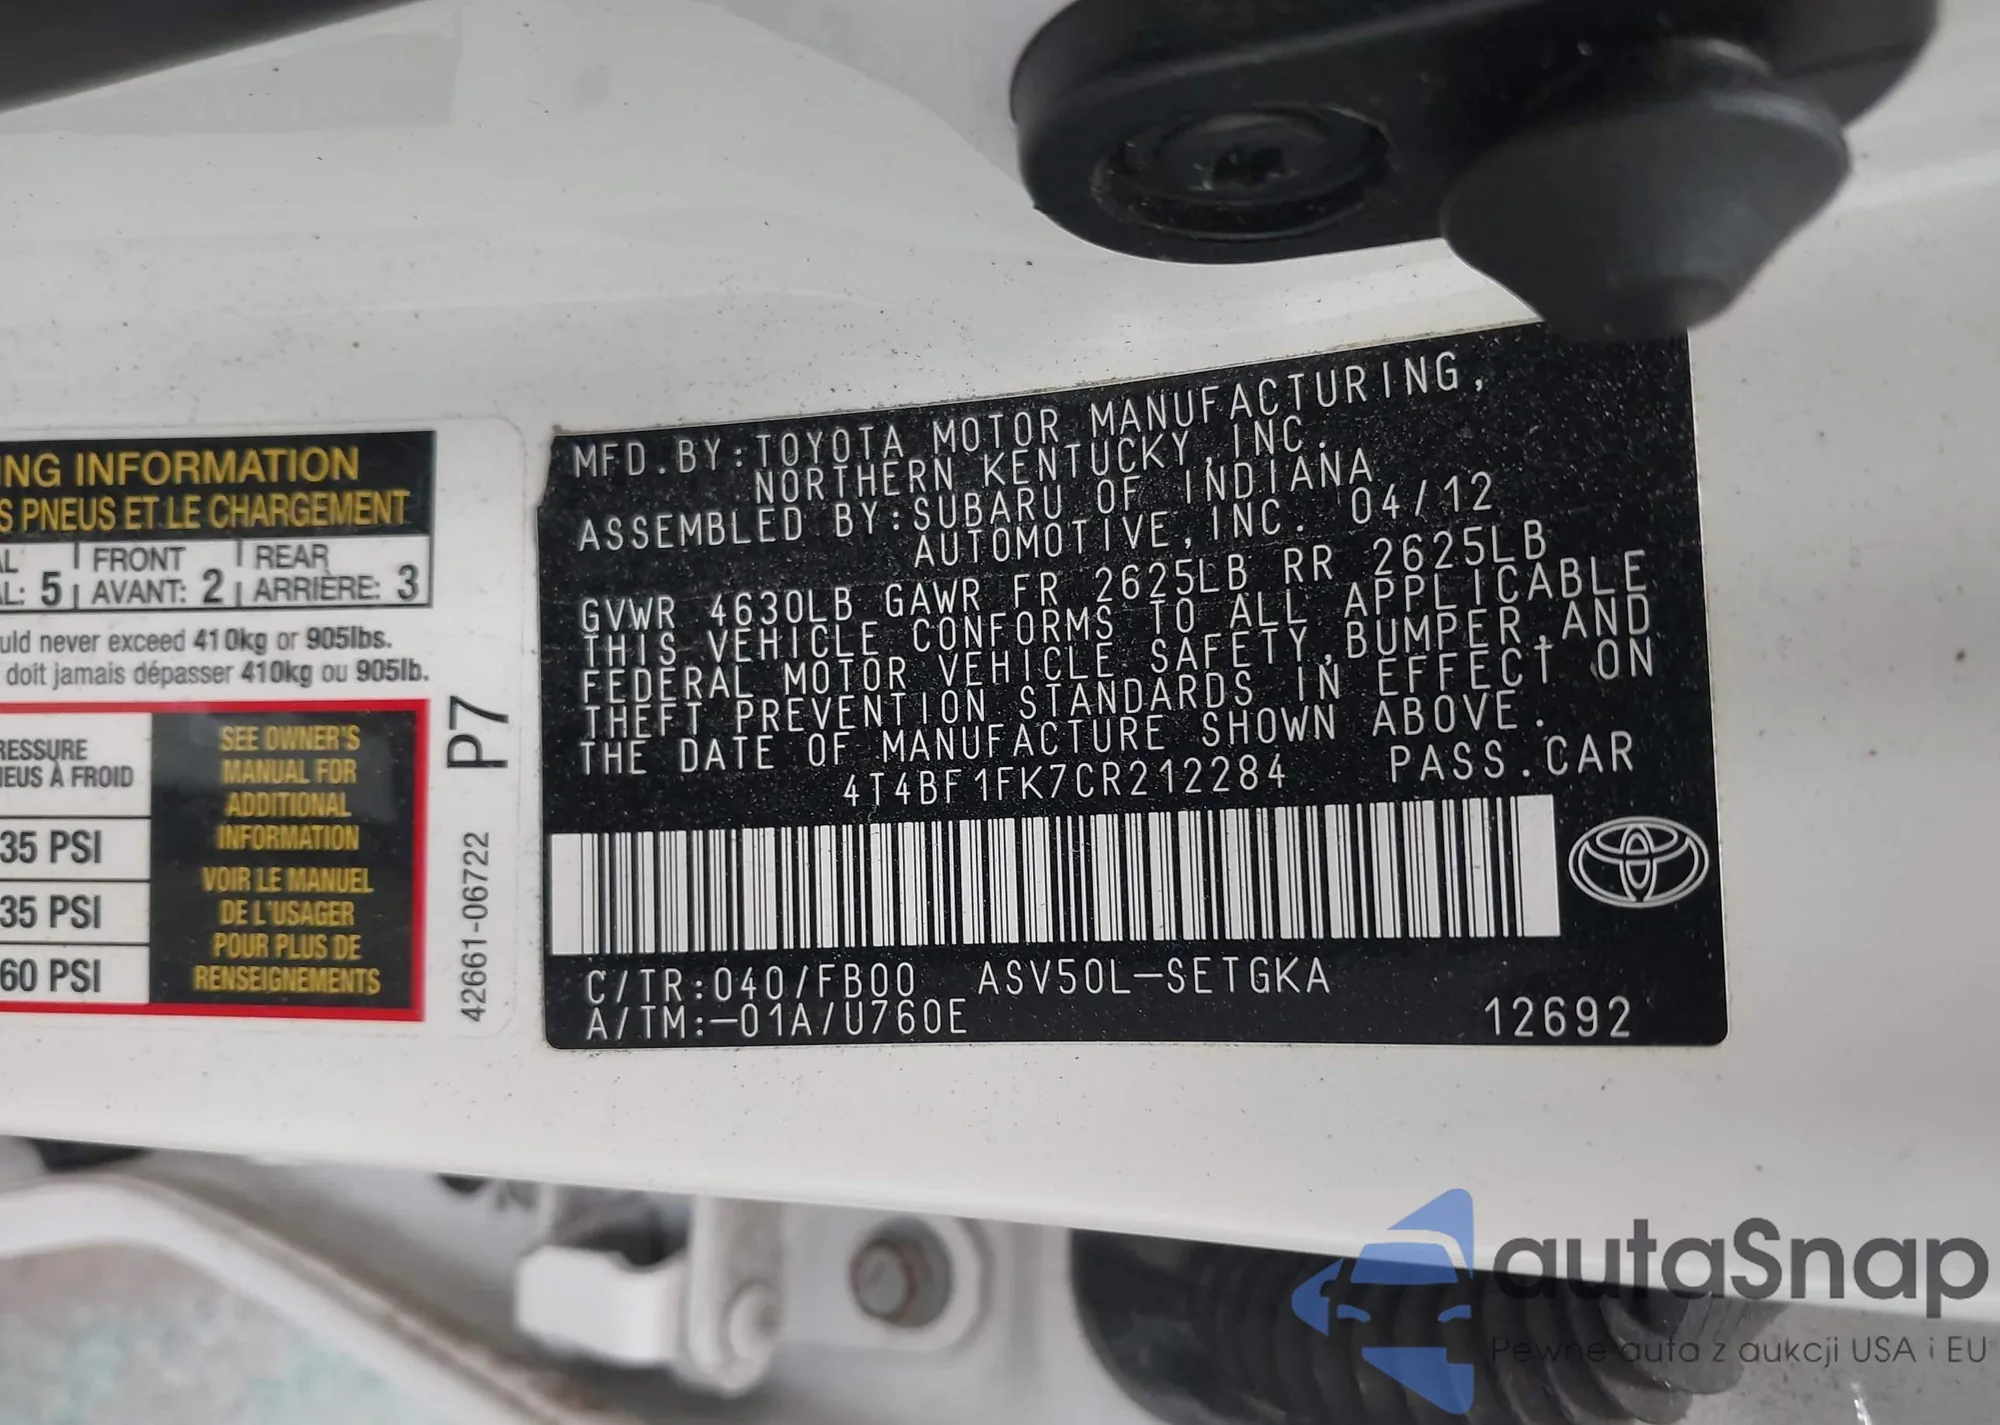 NG INFORMATION
S PNEUS ET LE CHARGEMENT
AL FRONT REAR
AL: 5 AVANT: 2 ARRIÈRE: 3
uld never exceed 410kg or 905lbs.
doit jamais dépasser 410kg ou 905lb.
RESSURE
NEUS À FROID
35 PSI
35 PSI
60 PSI
SEE OWNER'S
MANUAL FOR
ADDITIONAL
INFORMATION
VOIR LE MANUEL
DE L'USAGER
POUR PLUS DE
RENSEIGNEMENTS
P7
42661-06722
MFD.BY:TOYOTA MOTOR MANUFACTURING,
NORTHERN KENTUCKY,INC.
ASSEMBLED BY:SUBARU OF INDIANA
AUTOMOTIVE,INC. 04/12
GVWR 4630LB GAWR FR 2625LB RR 2625LB
THIS VEHICLE CONFORMS TO ALL APPLICABLE
FEDERAL MOTOR VEHICLE SAFETY,BUMPER,AND
THEFT PREVENTION STANDARDS IN EFFECT ON
THE DATE OF MANUFACTURE SHOWN ABOVE.
4T4BF1FK7CR212284 PASS.CAR
C/TR:040/FB00 ASV50L-SETGKA
A/TM:-01A/U760E 12692
autaSnap
Pewne auta z aukcji USA i EU